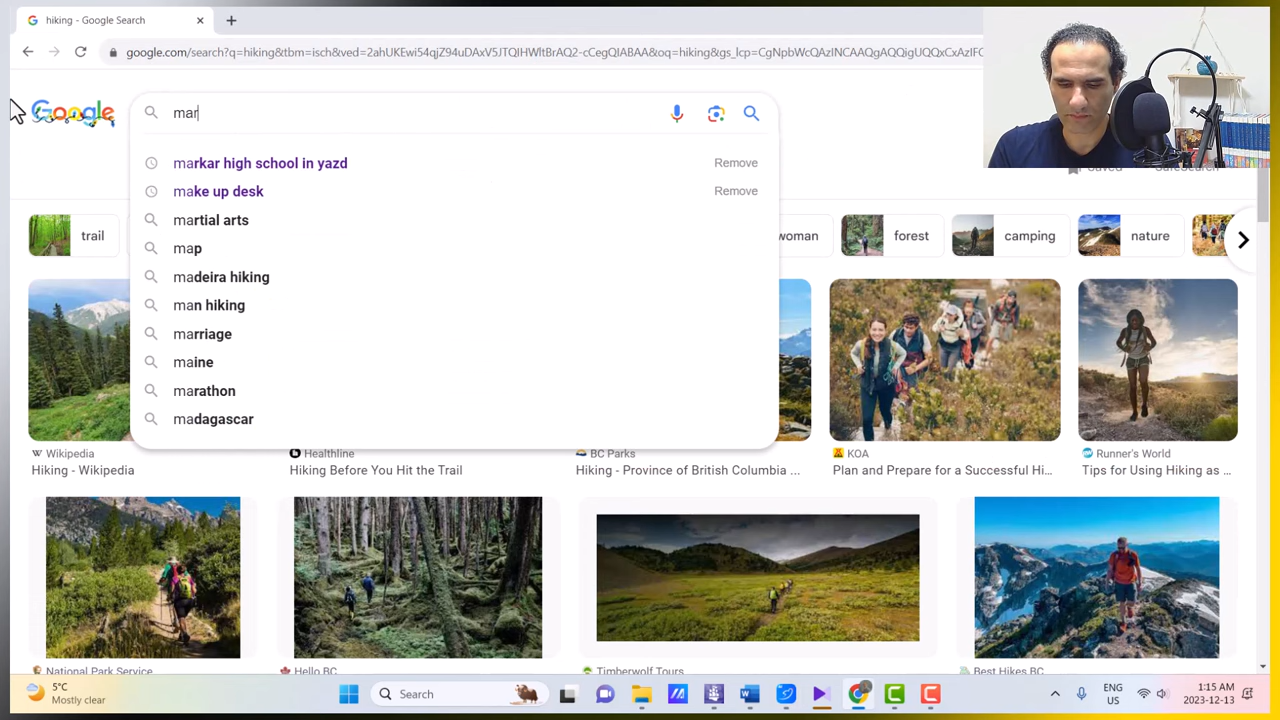 hiking - Google Search
google.com/search?q=hiking&tbm=isch&ved=2ahUKEwi54qjZ94uDAxV5JTQIHWltBrAQ2-cCegQIABAA&oq=hiking&gs_lcp=CgNpbWcQAzINCAAQgAQQigUQQxCxAzIFC
Google
mar
markar high school in yazd
Remove
make up desk
Remove
martial arts
map
madeira hiking
man hiking
marriage
maine
marathon
madagascar
trail
woman
forest
camping
nature
Wikipedia
Hiking - Wikipedia
Healthline
Hiking Before You Hit the Trail
BC Parks
Hiking - Province of British Columbia ...
KOA
Plan and Prepare for a Successful Hi...
Runner's World
Tips for Using Hiking as ...
National Park Service
Hello BC
Timberwolf Tours
Best Hikes BC
5°C
Mostly clear
Search
ENG
US
1:15 AM
2023-12-13